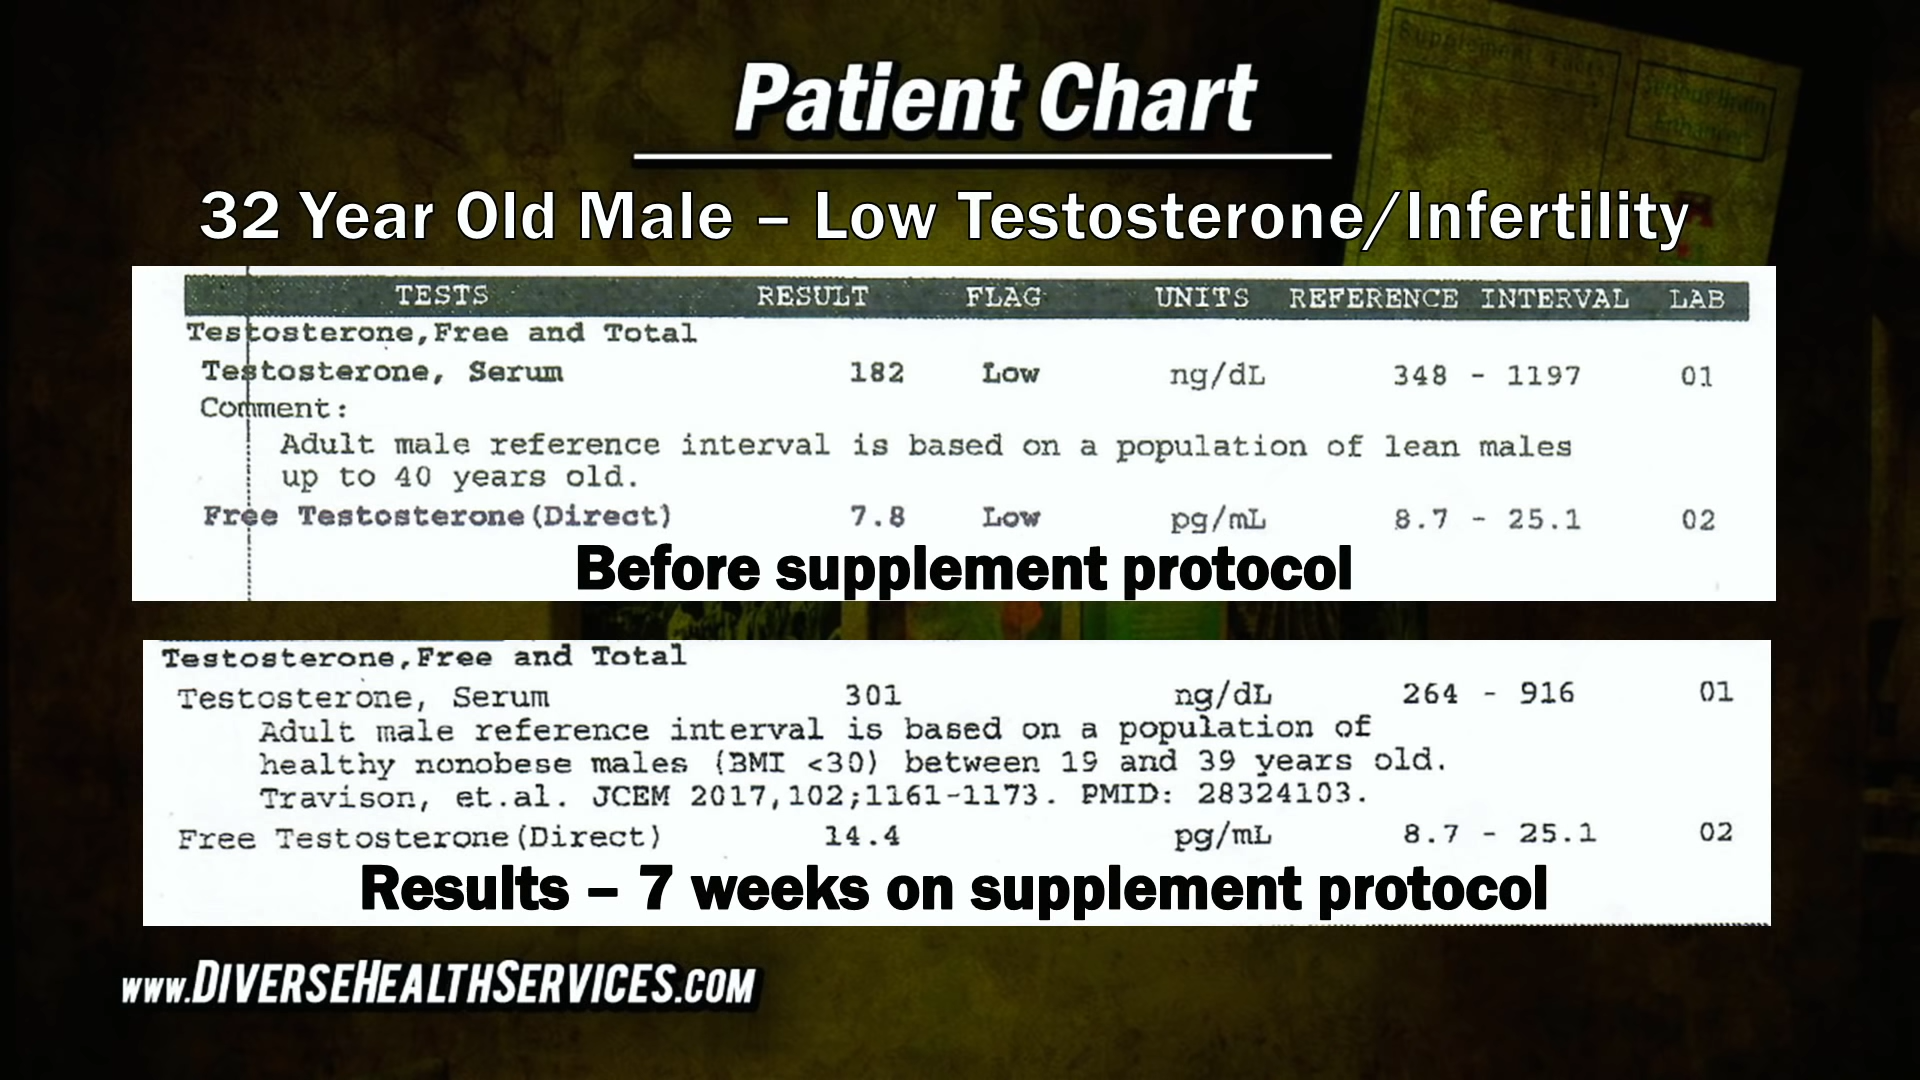 Supplement Facts
Patient Chart
32 Year Old Male – Low Testosterone/Infertility
TESTS RESULT FLAG UNITS REFERENCE INTERVAL LAB
Testosterone,Free and Total
Testosterone, Serum 182 Low ng/dL 348 - 1197 01
Comment:
Adult male reference interval is based on a population of lean males
up to 40 years old.
Free Testosterone(Direct) 7.8 Low pg/mL 8.7 - 25.1 02
Before supplement protocol
Testosterone,Free and Total
Testosterone, Serum 301 ng/dL 264 - 916 01
Adult male reference interval is based on a population of
healthy nonobese males (BMI <30) between 19 and 39 years old.
Travison, et.al. JCEM 2017,102;1161-1173. PMID: 28324103.
Free Testosterone(Direct) 14.4 pg/mL 8.7 - 25.1 02
Results – 7 weeks on supplement protocol
www.DiverseHealthServices.com